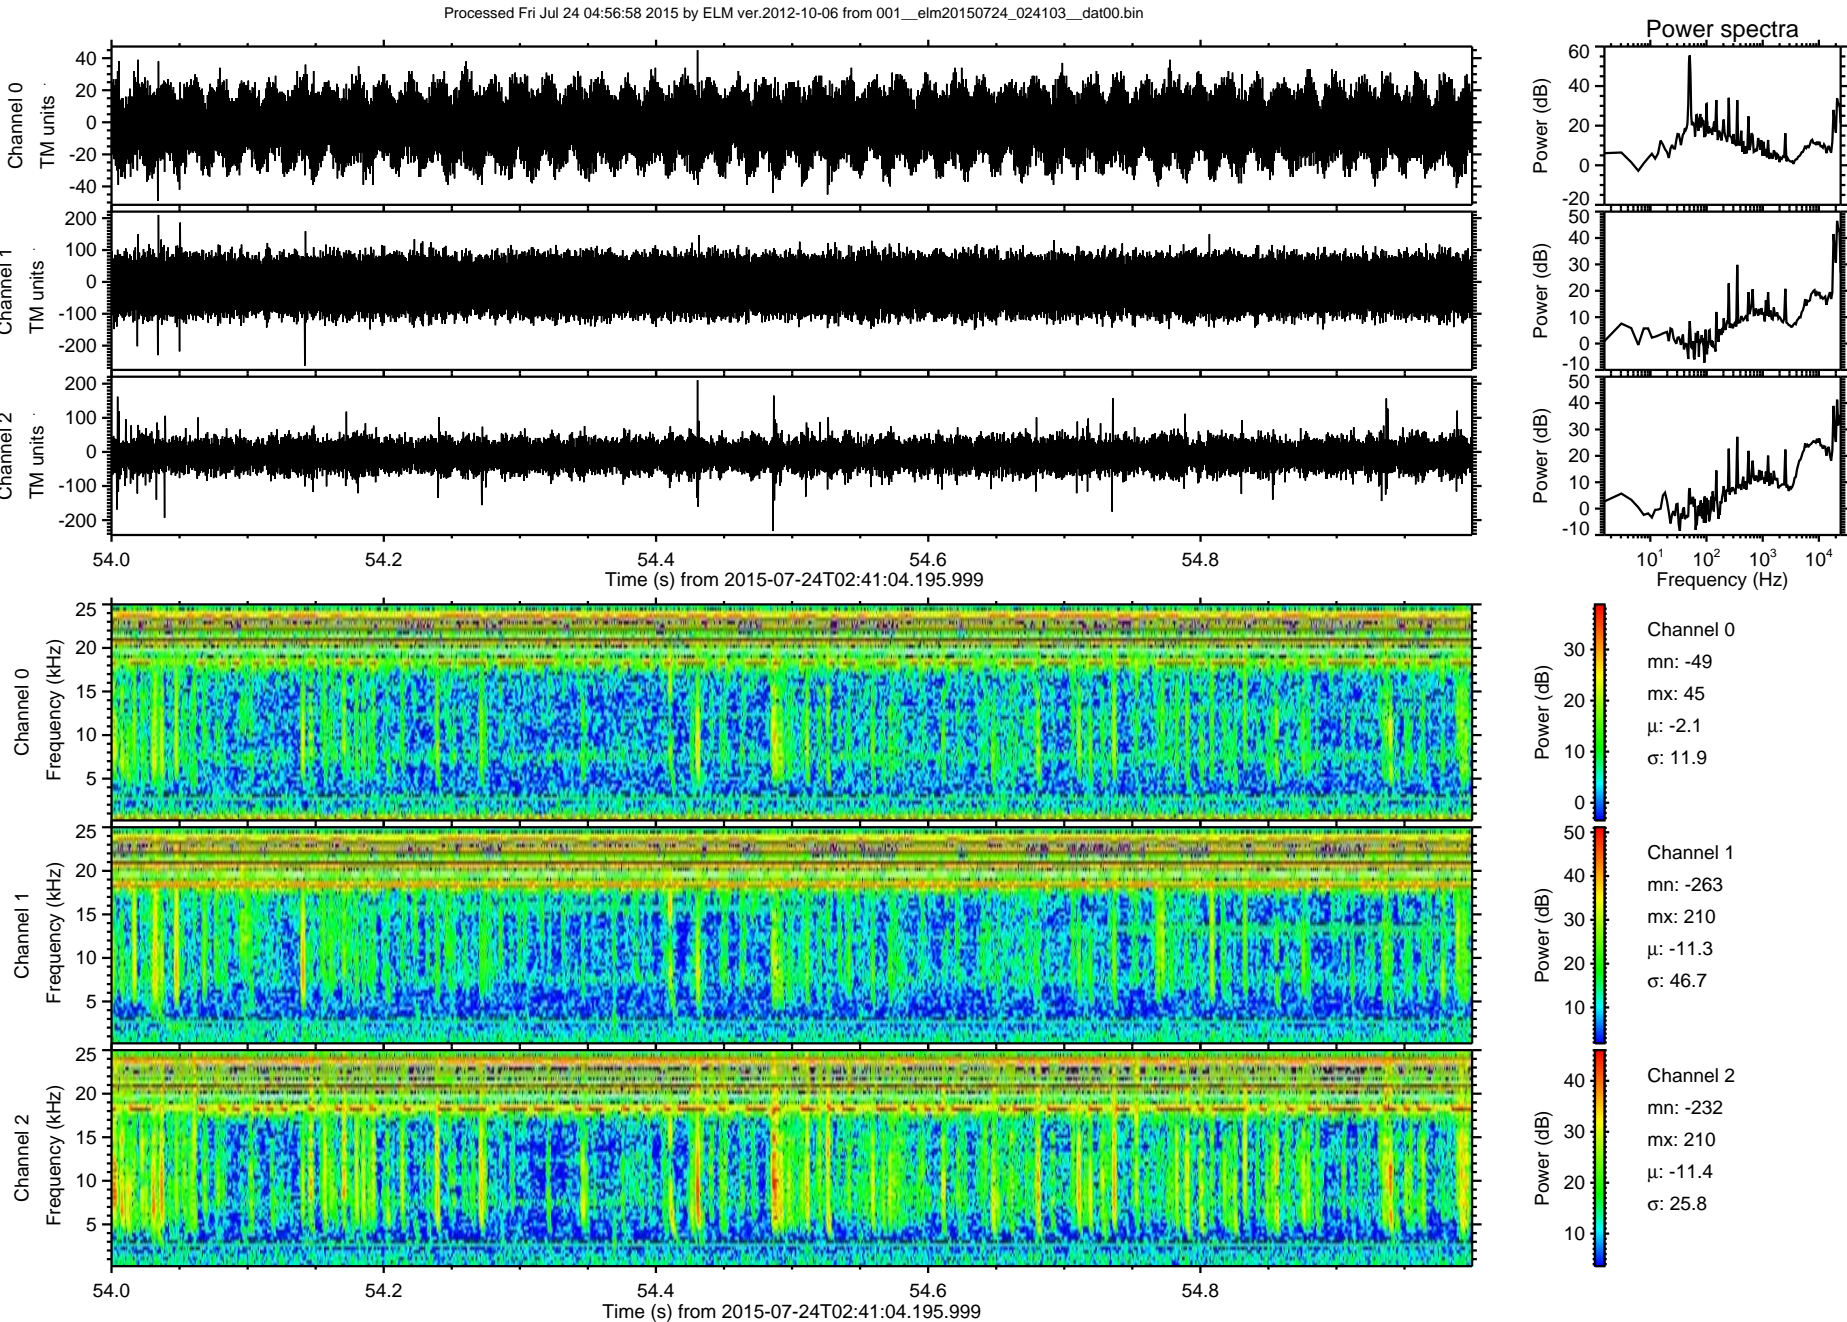 Processed Fri Jul 24 04:56:58 2015 by ELM ver.2012-10-06 from 001__elm20150724_024103__dat00.bin
Power spectra
Channel 0
TM units
40
20
0
-20
-40
Power (dB)
60
40
20
0
-20
Channel 1
TM units
200
100
0
-100
-200
Power (dB)
50
40
30
20
10
0
-10
Channel 2
TM units
200
100
0
-100
-200
Power (dB)
50
40
30
20
10
0
-10
54.0 54.2 54.4 54.6 54.8
Time (s) from 2015-07-24T02:41:04.195.999
10¹ 10² 10³ 10⁴
Frequency (Hz)
Channel 0
Frequency (kHz)
25
20
15
10
5
Power (dB)
30
20
10
0
Channel 0
mn: -49
mx: 45
µ: -2.1
σ: 11.9
Channel 1
Frequency (kHz)
25
20
15
10
5
Power (dB)
50
40
30
20
10
Channel 1
mn: -263
mx: 210
µ: -11.3
σ: 46.7
Channel 2
Frequency (kHz)
25
20
15
10
5
Power (dB)
40
30
20
10
Channel 2
mn: -232
mx: 210
µ: -11.4
σ: 25.8
54.0 54.2 54.4 54.6 54.8
Time (s) from 2015-07-24T02:41:04.195.999